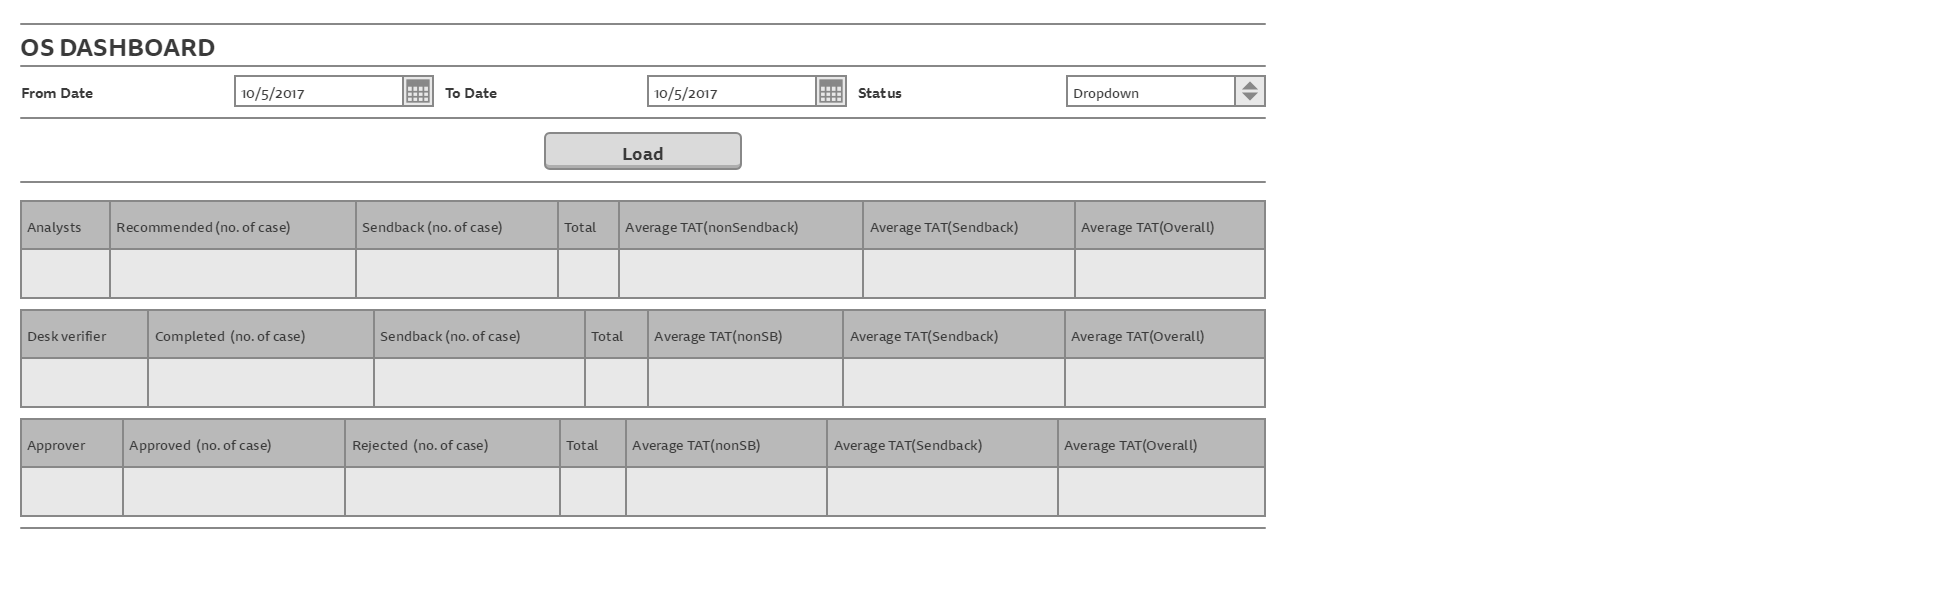 OS DASHBOARD
From Date 10/5/2017 To Date 10/5/2017 Status Dropdown
Load
Analysts Recommended (no. of case) Sendback (no. of case) Total Average TAT(nonSendback) Average TAT(Sendback) Average TAT(Overall)
Desk verifier Completed (no. of case) Sendback (no. of case) Total Average TAT(nonSB) Average TAT(Sendback) Average TAT(Overall)
Approver Approved (no. of case) Rejected (no. of case) Total Average TAT(nonSB) Average TAT(Sendback) Average TAT(Overall)